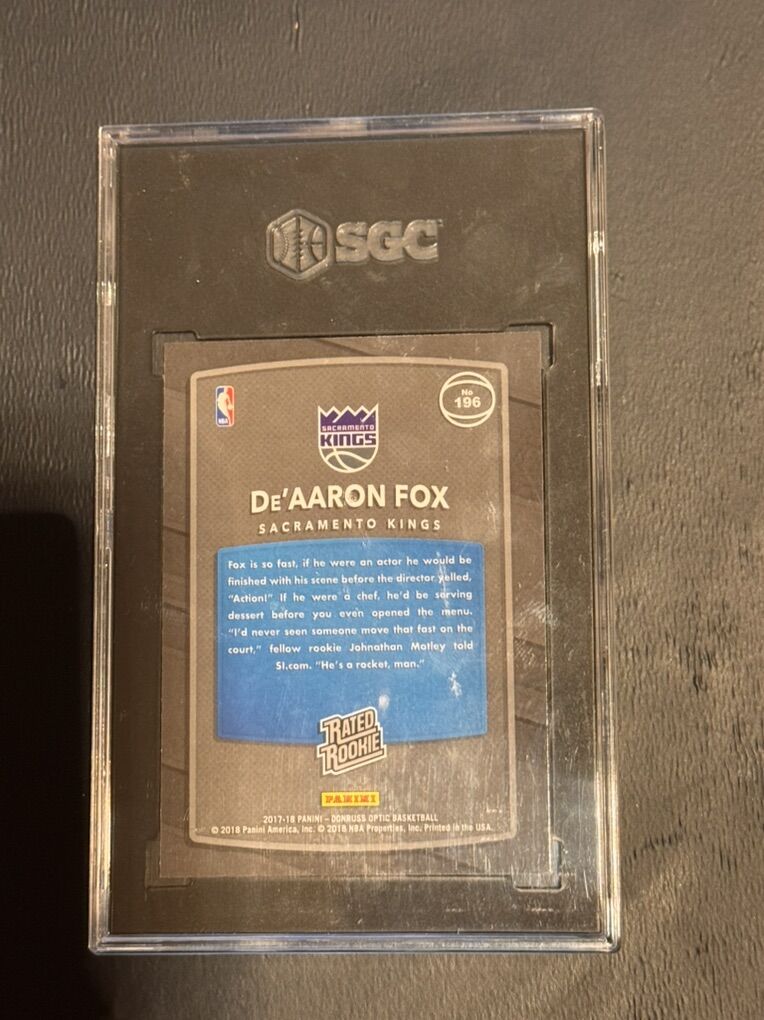 SGC
NBA
No
196
SACRAMENTO
KINGS
DE'AARON FOX
SACRAMENTO KINGS
Fox is so fast, if he were an actor he would be
finished with his scene before the director yelled,
"Action!" If he were a chef, he'd be serving
dessert before you even opened the menu.
"I'd never seen someone move that fast on the
court," fellow rookie Johnathan Motley told
SI.com. "He's a rocket, man."
RATED
ROOKIE
PANINI
2017-18 PANINI – DONRUSS OPTIC BASKETBALL
© 2018 Panini America, Inc. © 2018 NBA Properties, Inc. Printed in the USA.